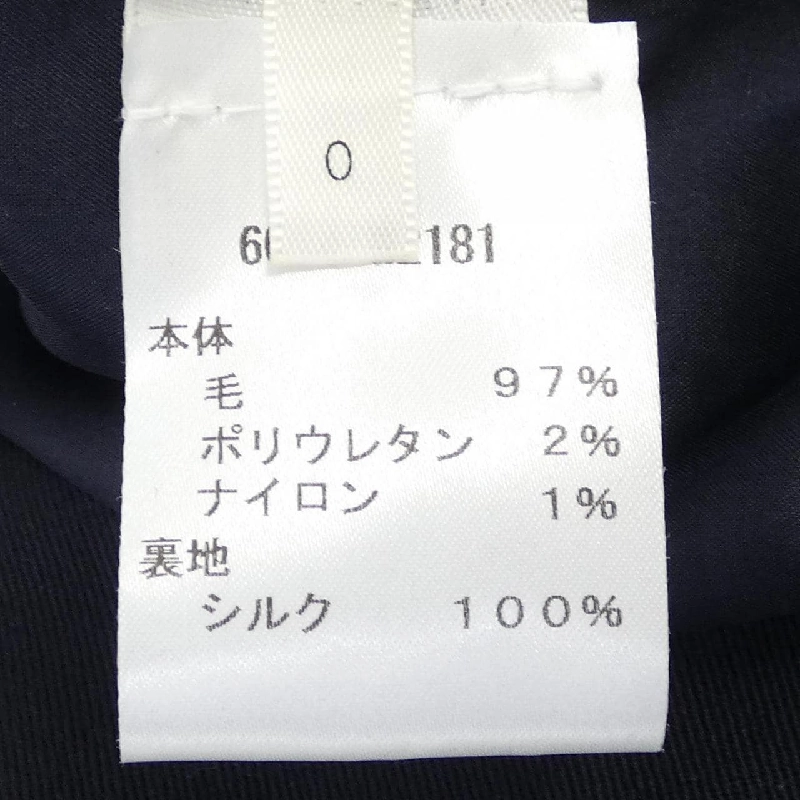 0
181
本体
毛 97%
ポリウレタン 2%
ナイロン 1%
裏地
シルク 100%